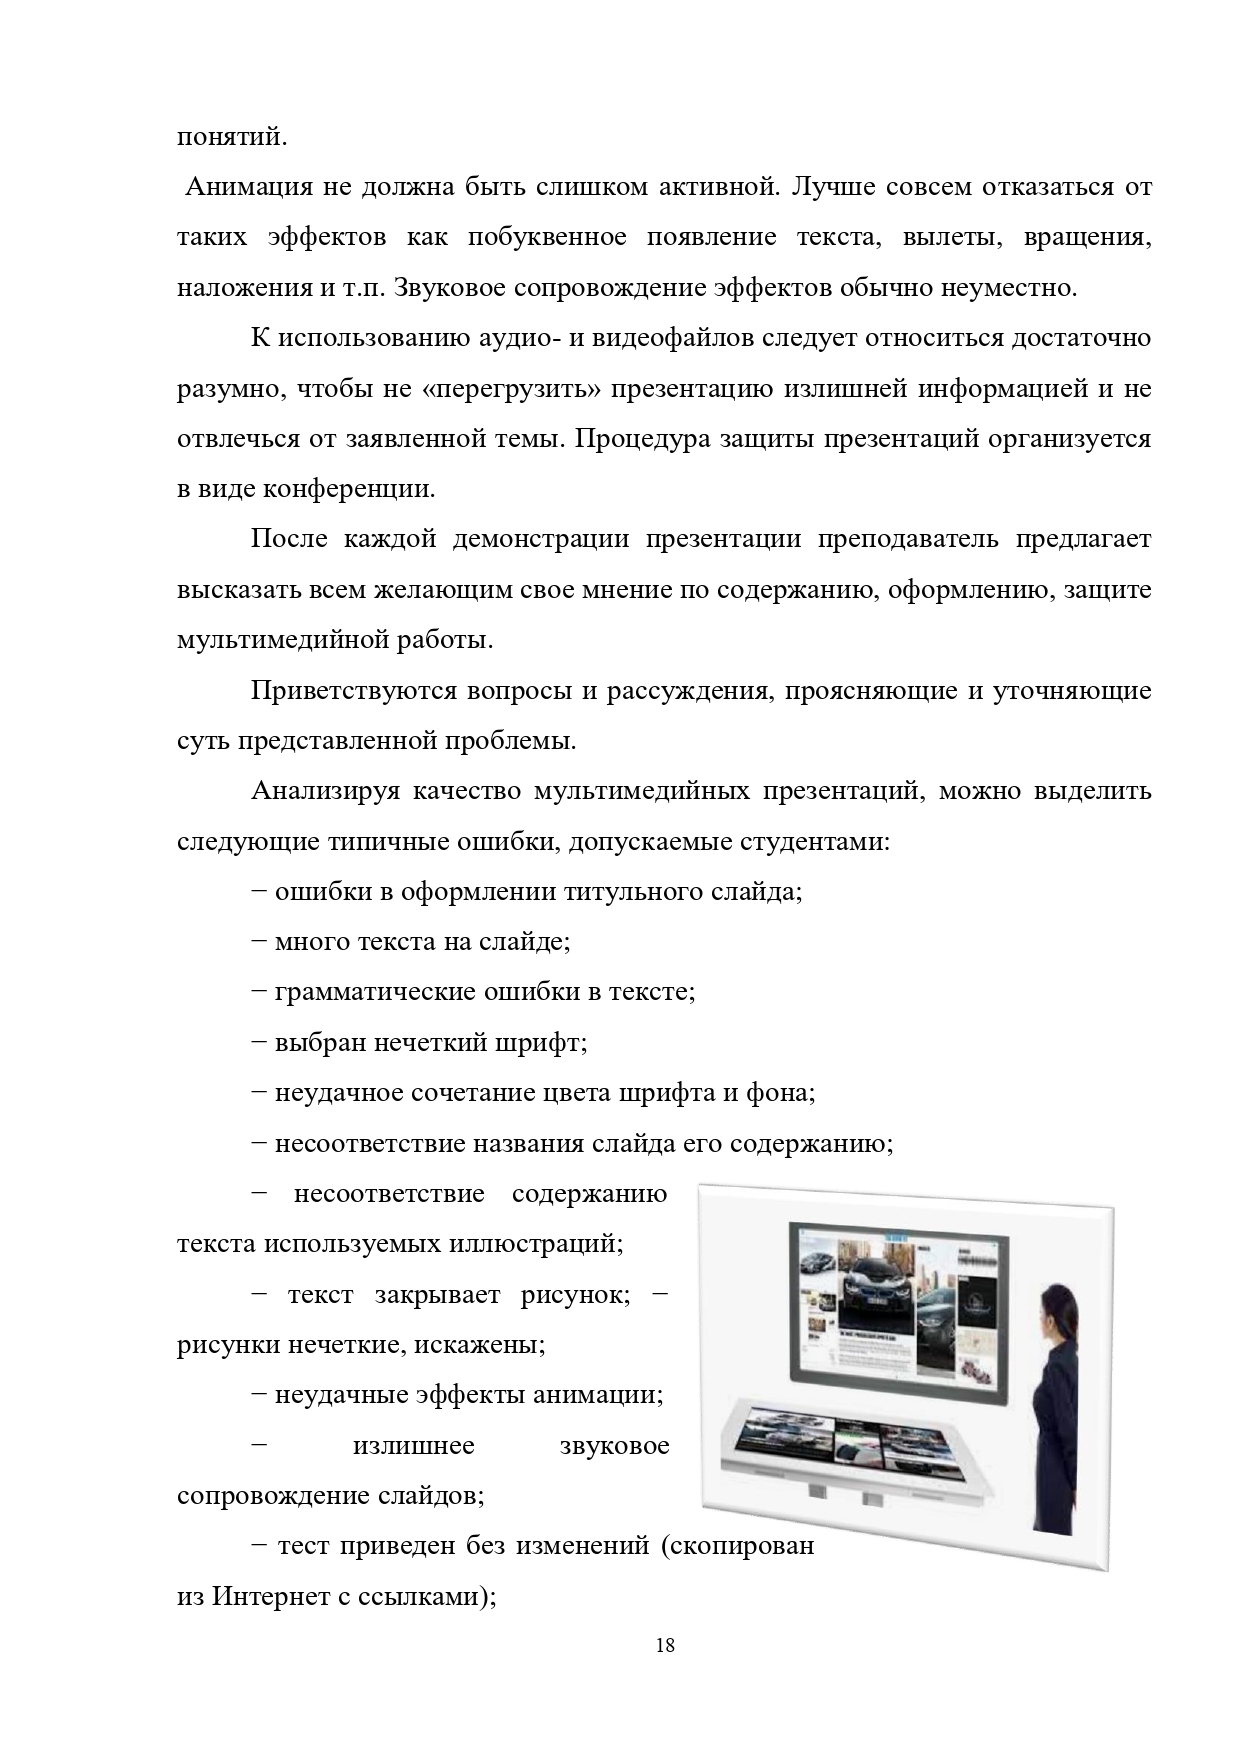 понятий.
Анимация не должна быть слишком активной. Лучше совсем отказаться от
таких эффектов как побуквенное появление текста, вылеты, вращения,
наложения и т.п. Звуковое сопровождение эффектов обычно неуместно.
К использованию аудио- и видеофайлов следует относиться достаточно
разумно, чтобы не «перегрузить» презентацию излишней информацией и не
отвлечься от заявленной темы. Процедура защиты презентаций организуется
в виде конференции.
После каждой демонстрации презентации преподаватель предлагает
высказать всем желающим свое мнение по содержанию, оформлению, защите
мультимедийной работы.
Приветствуются вопросы и рассуждения, проясняющие и уточняющие
суть представленной проблемы.
Анализируя качество мультимедийных презентаций, можно выделить
следующие типичные ошибки, допускаемые студентами:
− ошибки в оформлении титульного слайда;
− много текста на слайде;
− грамматические ошибки в тексте;
− выбран нечеткий шрифт;
− неудачное сочетание цвета шрифта и фона;
− несоответствие названия слайда его содержанию;
− несоответствие содержанию
текста используемых иллюстраций;
− текст закрывает рисунок; −
рисунки нечеткие, искажены;
− неудачные эффекты анимации;
− излишнее звуковое
сопровождение слайдов;
− тест приведен без изменений (скопирован
из Интернет с ссылками);
18